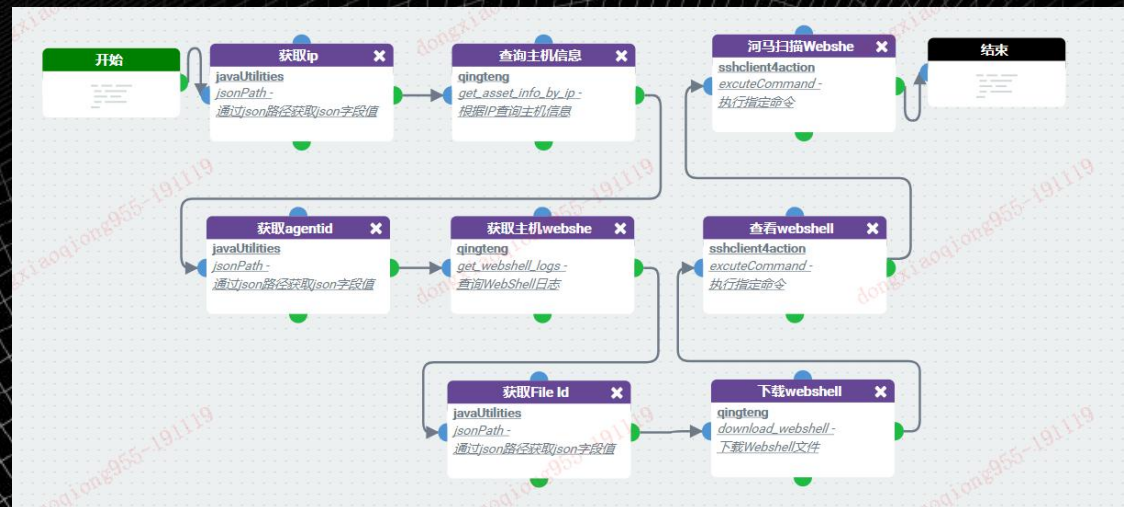 开始
获取ip
javaUtilities
jsonPath -
通过json路径获取json字段值
查询主机信息
qingteng
get_asset_info_by_ip -
根据IP查询主机信息
河马扫描Webshe
sshclient4action
excuteCommand -
执行指定命令
结束
获取agentid
javaUtilities
jsonPath -
通过json路径获取json字段值
获取主机webshe
qingteng
get_webshell_logs -
查询WebShell日志
查看webshell
sshclient4action
excuteCommand -
执行指定命令
获取File Id
javaUtilities
jsonPath -
通过json路径获取json字段值
下载webshell
qingteng
download_webshell -
下载Webshell文件